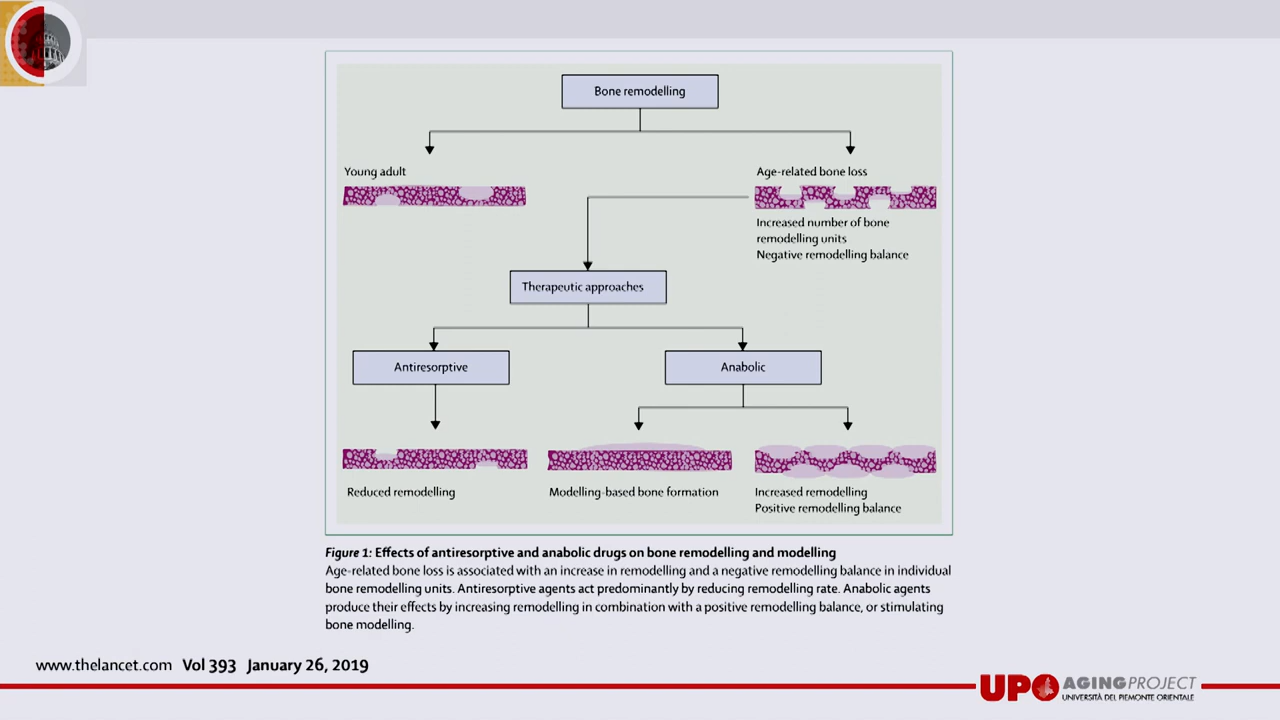 Bone remodelling
Young adult
Age-related bone loss
Increased number of bone
remodelling units
Negative remodelling balance
Therapeutic approaches
Antiresorptive
Anabolic
Reduced remodelling
Modelling-based bone formation
Increased remodelling
Positive remodelling balance
Figure 1: Effects of antiresorptive and anabolic drugs on bone remodelling and modelling
Age-related bone loss is associated with an increase in remodelling and a negative remodelling balance in individual
bone remodelling units. Antiresorptive agents act predominantly by reducing remodelling rate. Anabolic agents
produce their effects by increasing remodelling in combination with a positive remodelling balance, or stimulating
bone modelling.
www.thelancet.com Vol 393 January 26, 2019
UPO AGINGPROJECT
UNIVERSITÀ DEL PIEMONTE ORIENTALE